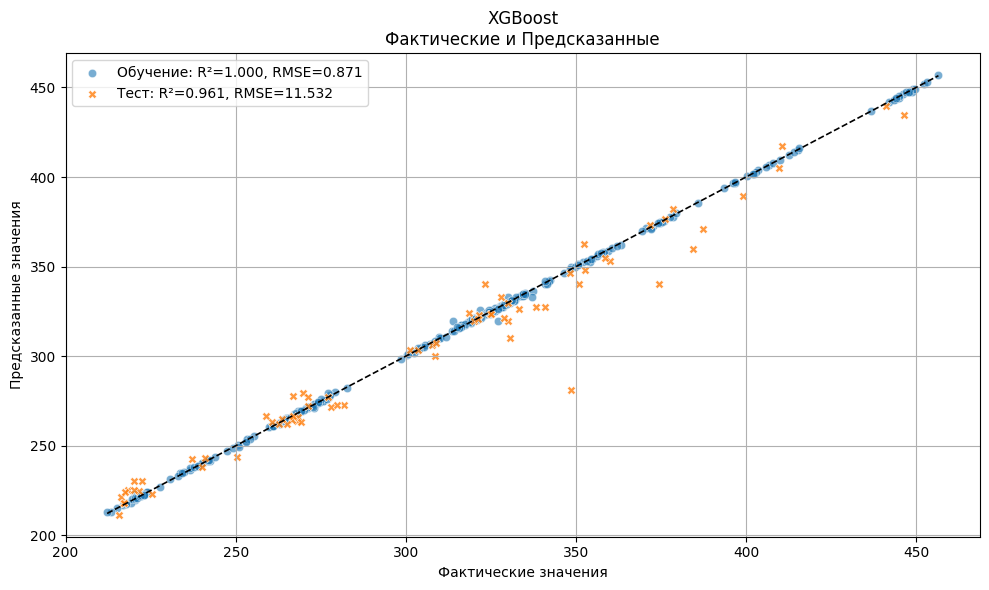 XGBoost
Фактические и Предсказанные
Обучение: R²=1.000, RMSE=0.871
Тест: R²=0.961, RMSE=11.532
Предсказанные значения
450
400
350
300
250
200
200
250
300
350
400
450
Фактические значения